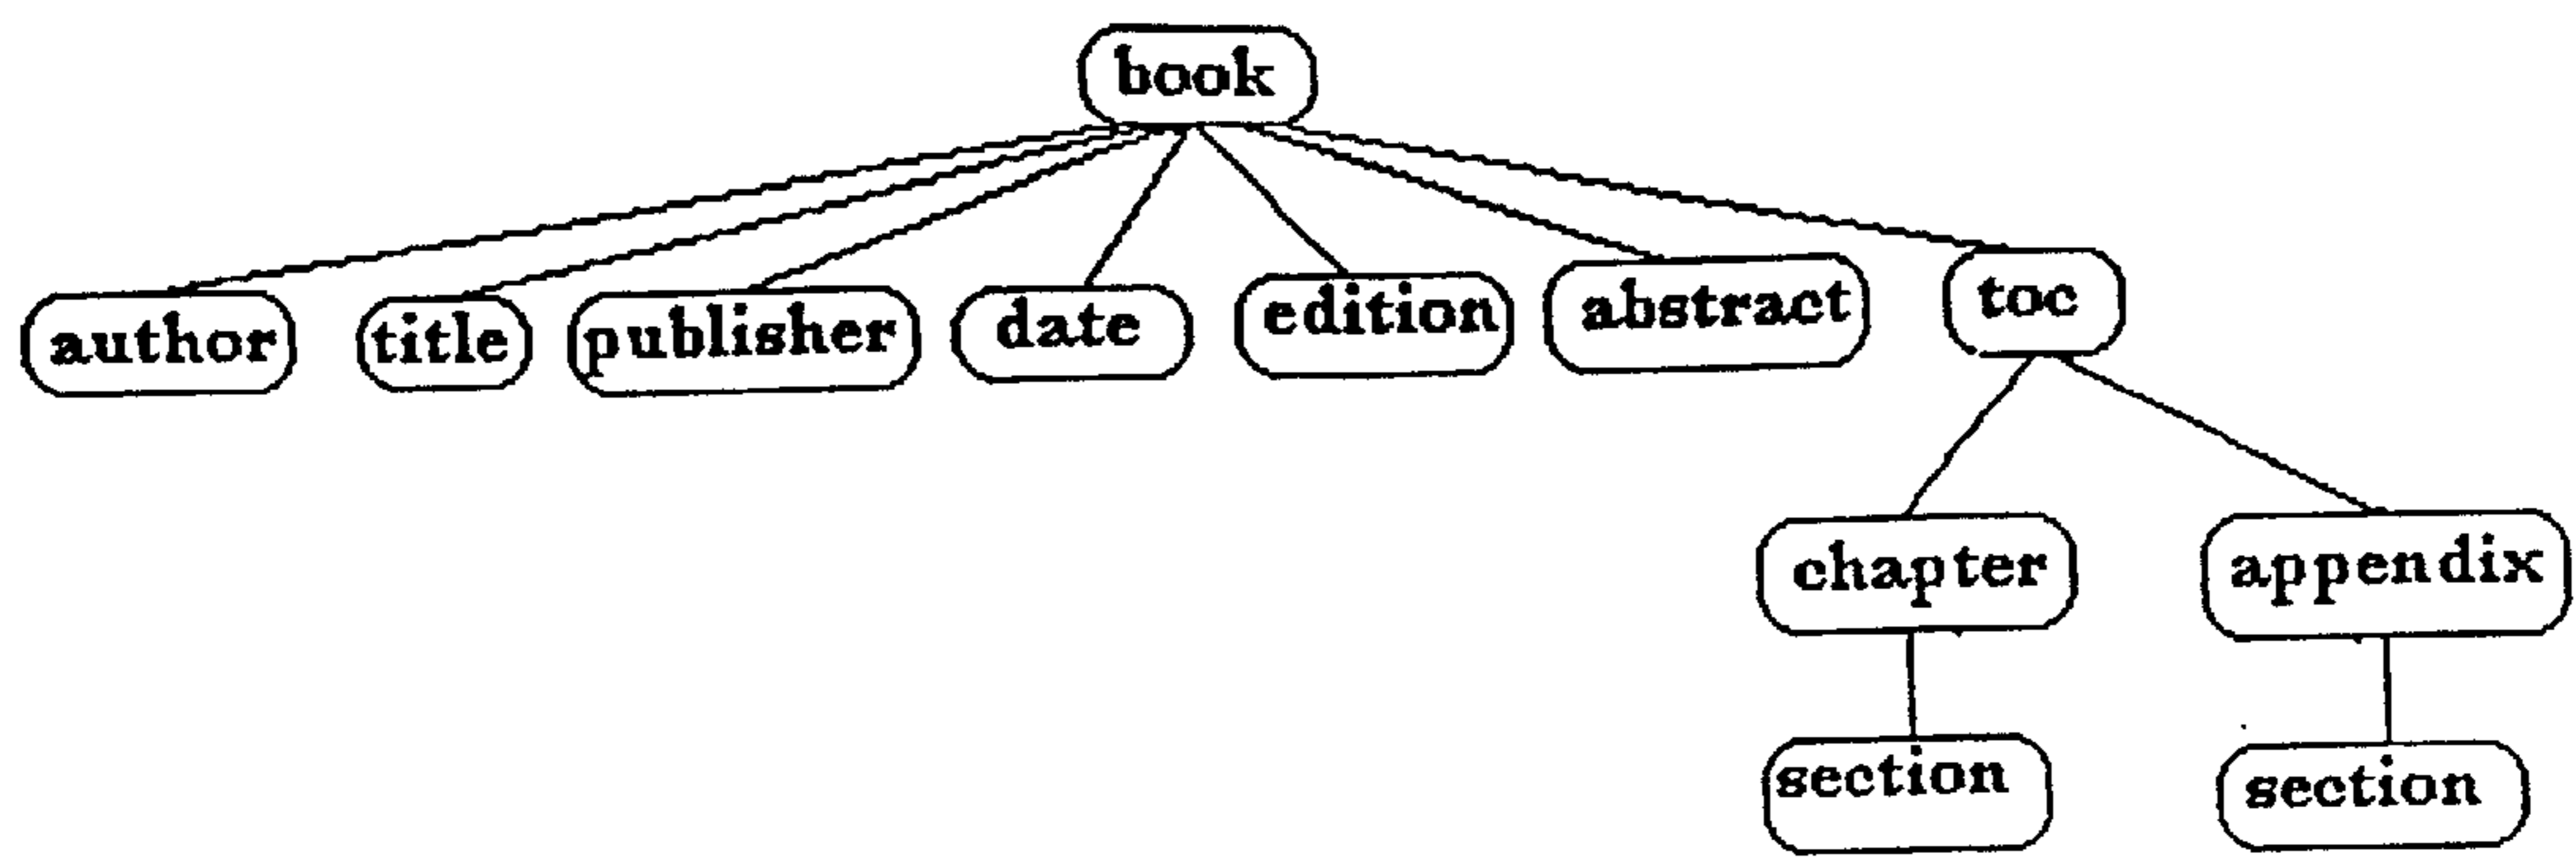 book
author title publisher date edition abstract toc
chapter appendix
section section